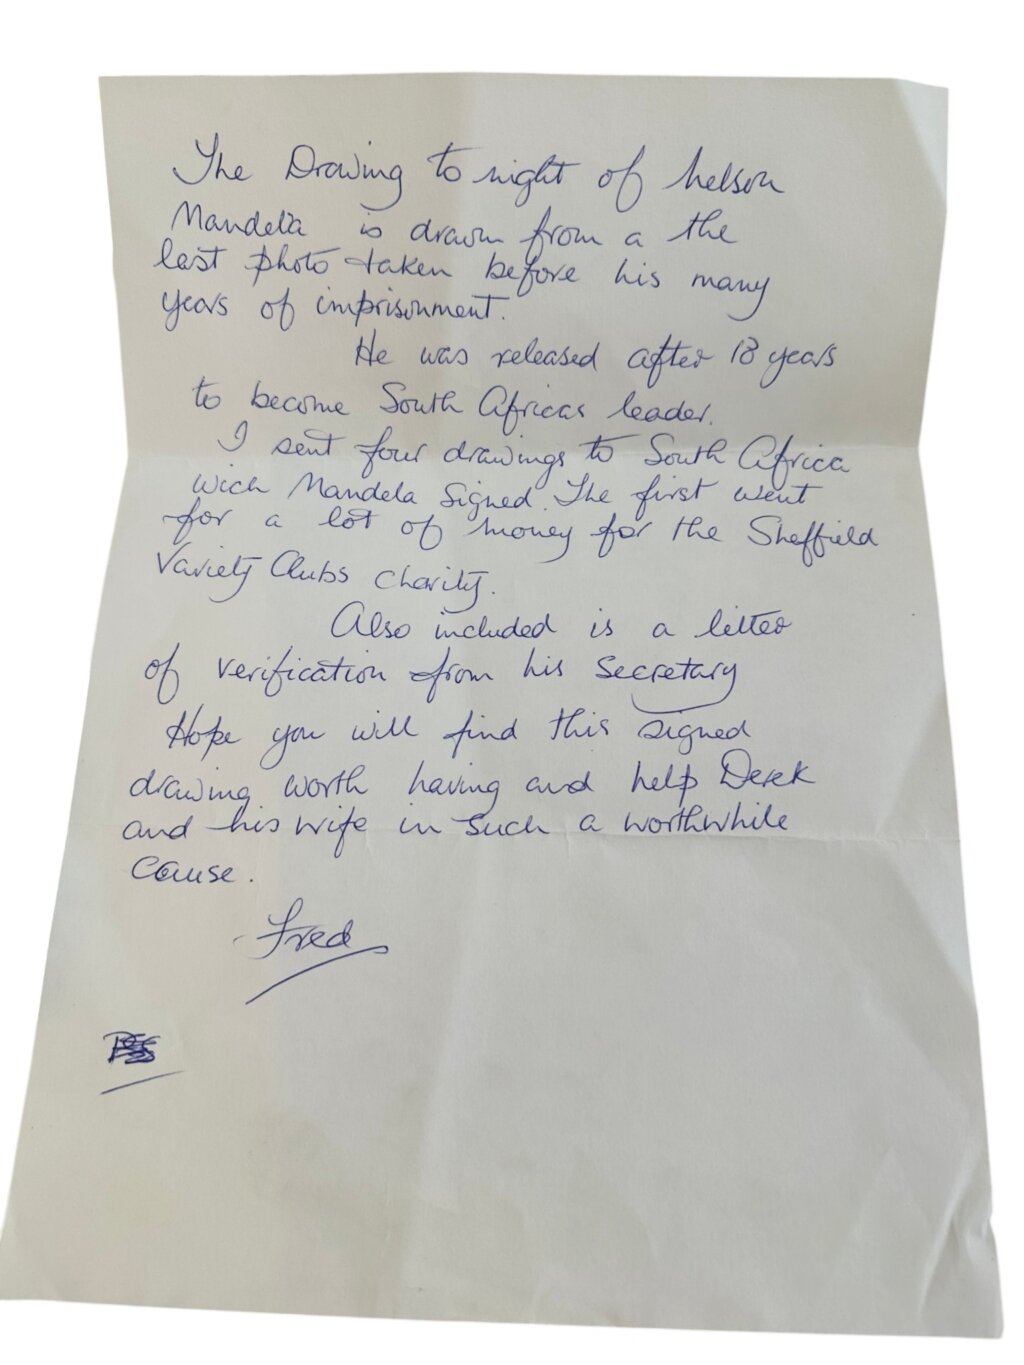 The Drawing to night of Nelson
Mandela is drawn from a the
last photo taken before his many
years of imprisonment.
He was released after 18 years
to become South Africas leader.
I sent four drawings to South Africa
wich Mandela Signed. The first went
for a lot of money for the Sheffield
Variety Clubs charity.
Also included is a letter
of verification from his Secretary
Hope you will find this signed
drawing worth having and help Derek
and his wife in such a worthwhile
cause.
Fred